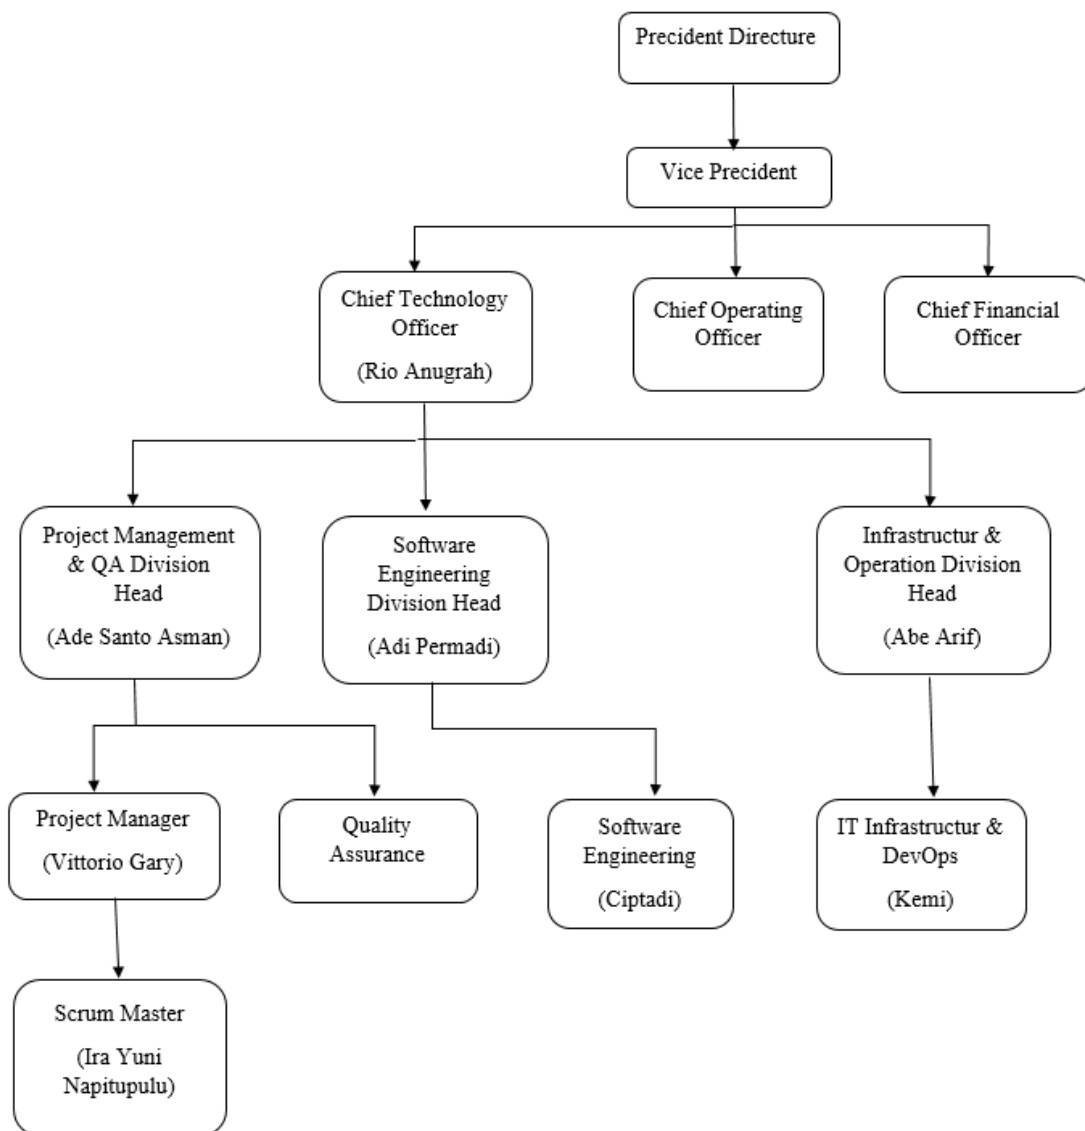 Precident Directure
Vice Precident
Chief Technology
Officer
(Rio Anugrah)
Chief Operating
Officer
Chief Financial
Officer
Project Management
& QA Division
Head
(Ade Santo Asman)
Software
Engineering
Division Head
(Adi Permadi)
Infrastructur &
Operation Division
Head
(Abe Arif)
Project Manager
(Vittorio Gary)
Quality
Assurance
Software
Engineering
(Ciptadi)
IT Infrastructur &
DevOps
(Kemi)
Scrum Master
(Ira Yuni
Napitupulu)